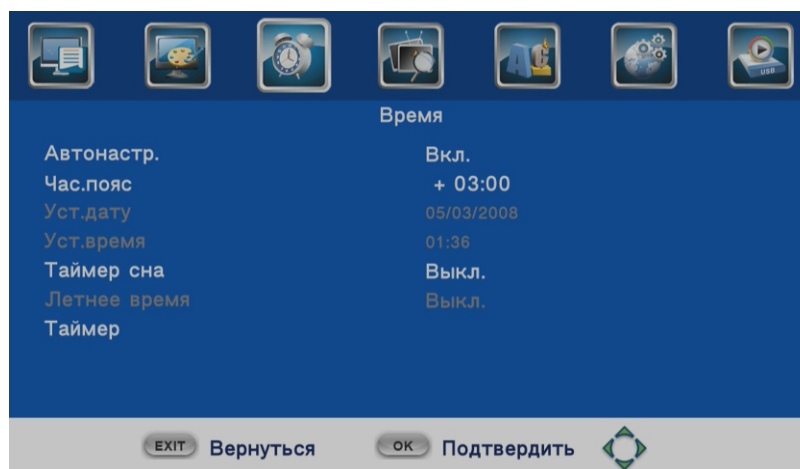 USB
Время
Автонастр. Вкл.
Час.пояс + 03:00
Уст.дату 05/03/2008
Уст.время 01:36
Таймер сна Выкл.
Летнее время Выкл.
Таймер
EXIT Вернуться OK Подтвердить